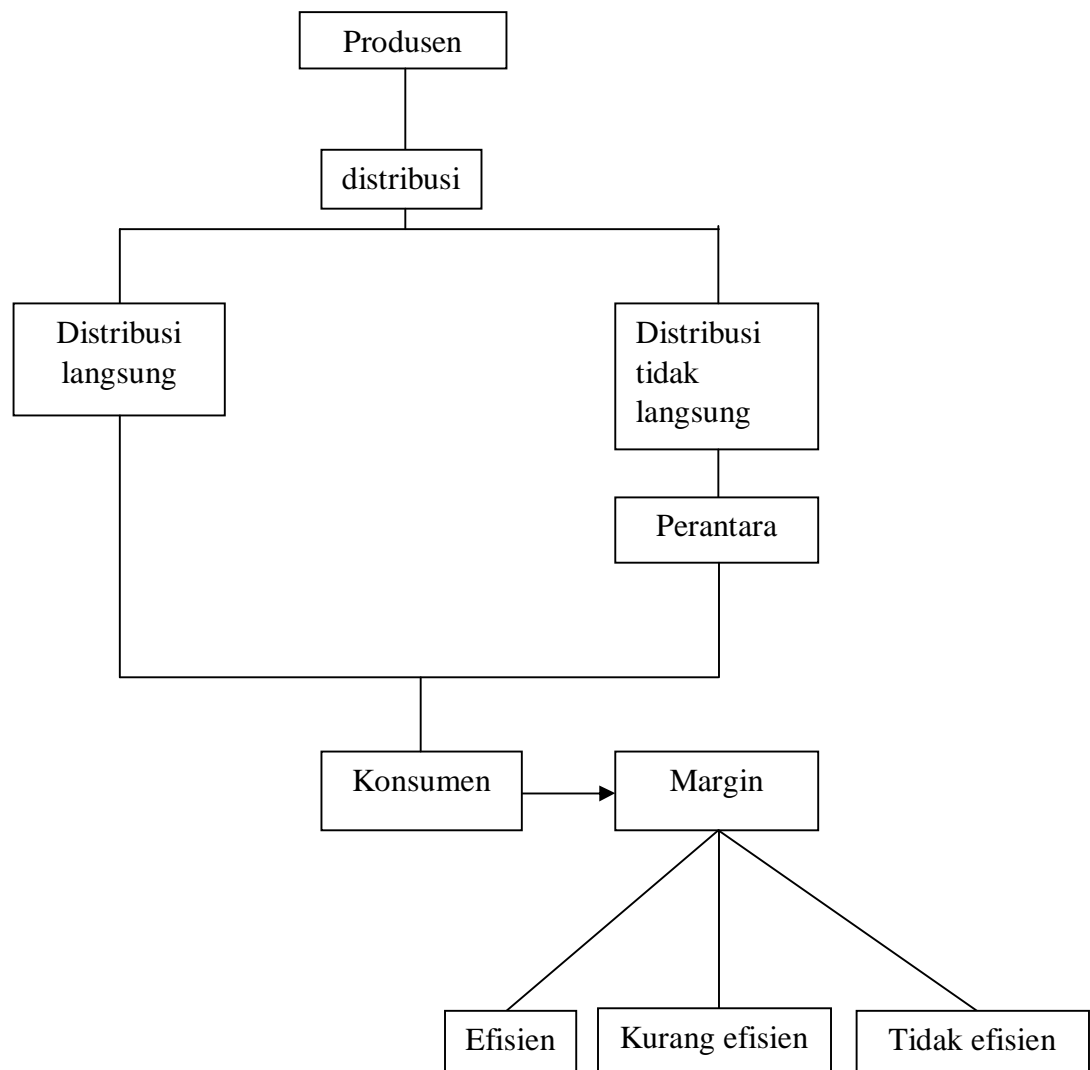 Produsen
distribusi
Distribusi
langsung
Distribusi
tidak
langsung
Perantara
Konsumen
Margin
Efisien
Kurang efisien
Tidak efisien